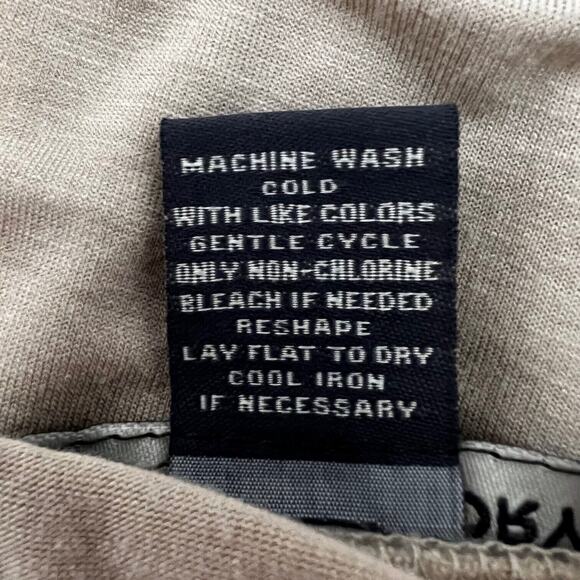 MACHINE WASH
COLD
WITH LIKE COLORS
GENTLE CYCLE
ONLY NON-CHLORINE
BLEACH IF NEEDED
RESHAPE
LAY FLAT TO DRY
COOL IRON
IF NECESSARY